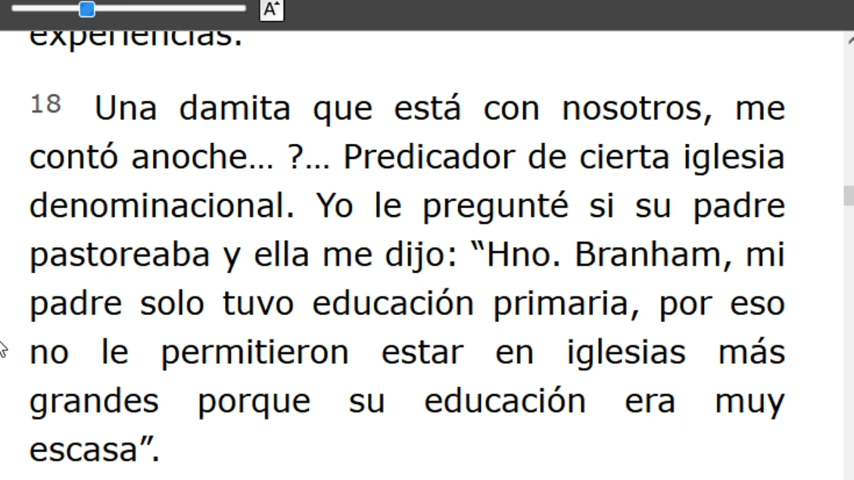 A
experiencias.
18 Una damita que está con nosotros, me
contó anoche... ?... Predicador de cierta iglesia
denominacional. Yo le pregunté si su padre
pastoreaba y ella me dijo: “Hno. Branham, mi
padre solo tuvo educación primaria, por eso
no le permitieron estar en iglesias más
grandes porque su educación era muy
escasa”.